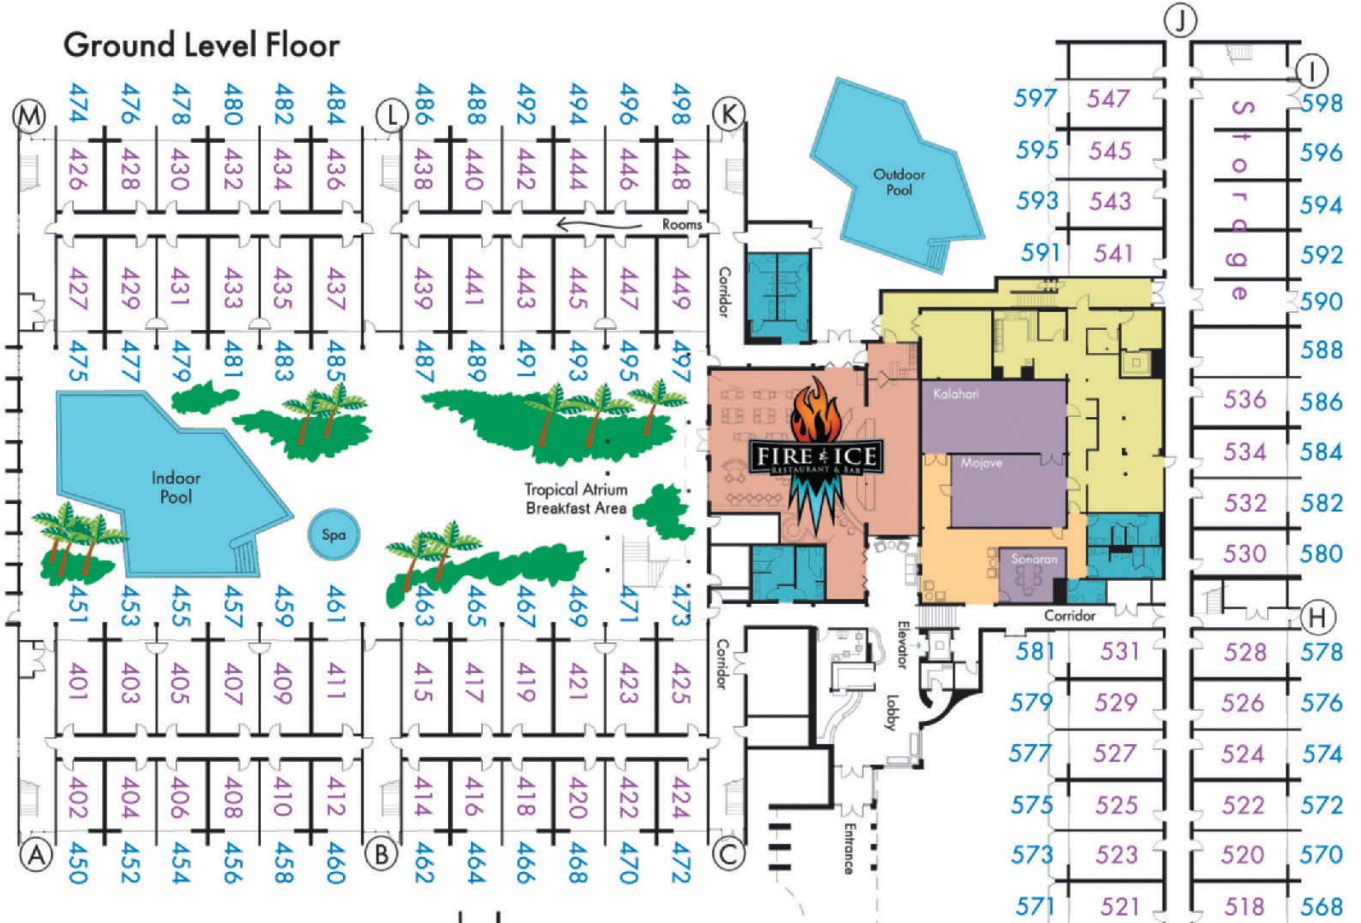 Ground Level Floor
J
I
M
L
K
474 476 478 480 482 484 486 488 492 494 496 498
426 428 430 432 434 436 438 440 442 444 446 448
Rooms
427 429 431 433 435 437 439 441 443 445 447 449
Corridor
475 477 479 481 483 485 487 489 491 493 495 497
Outdoor
Pool
597 547
595 545
593 543
591 541
Storage
598
596
594
592
590
588
536 586
534 584
532 582
530 580
Kalahari
Mojave
Sonoran
FIRE & ICE
RESTAURANT & BAR
Indoor
Pool
Spa
Tropical Atrium
Breakfast Area
451 453 455 457 459 461 463 465 467 469 471 473
401 403 405 407 409 411 415 417 419 421 423 425
Corridor
402 404 406 408 410 412 414 416 418 420 422 424
450 452 454 456 458 460 462 464 466 468 470 472
A
B
C
Elevator
Lobby
Entrance
Corridor
H
581 531 528 578
579 529 526 576
577 527 524 574
575 525 522 572
573 523 520 570
571 521 518 568